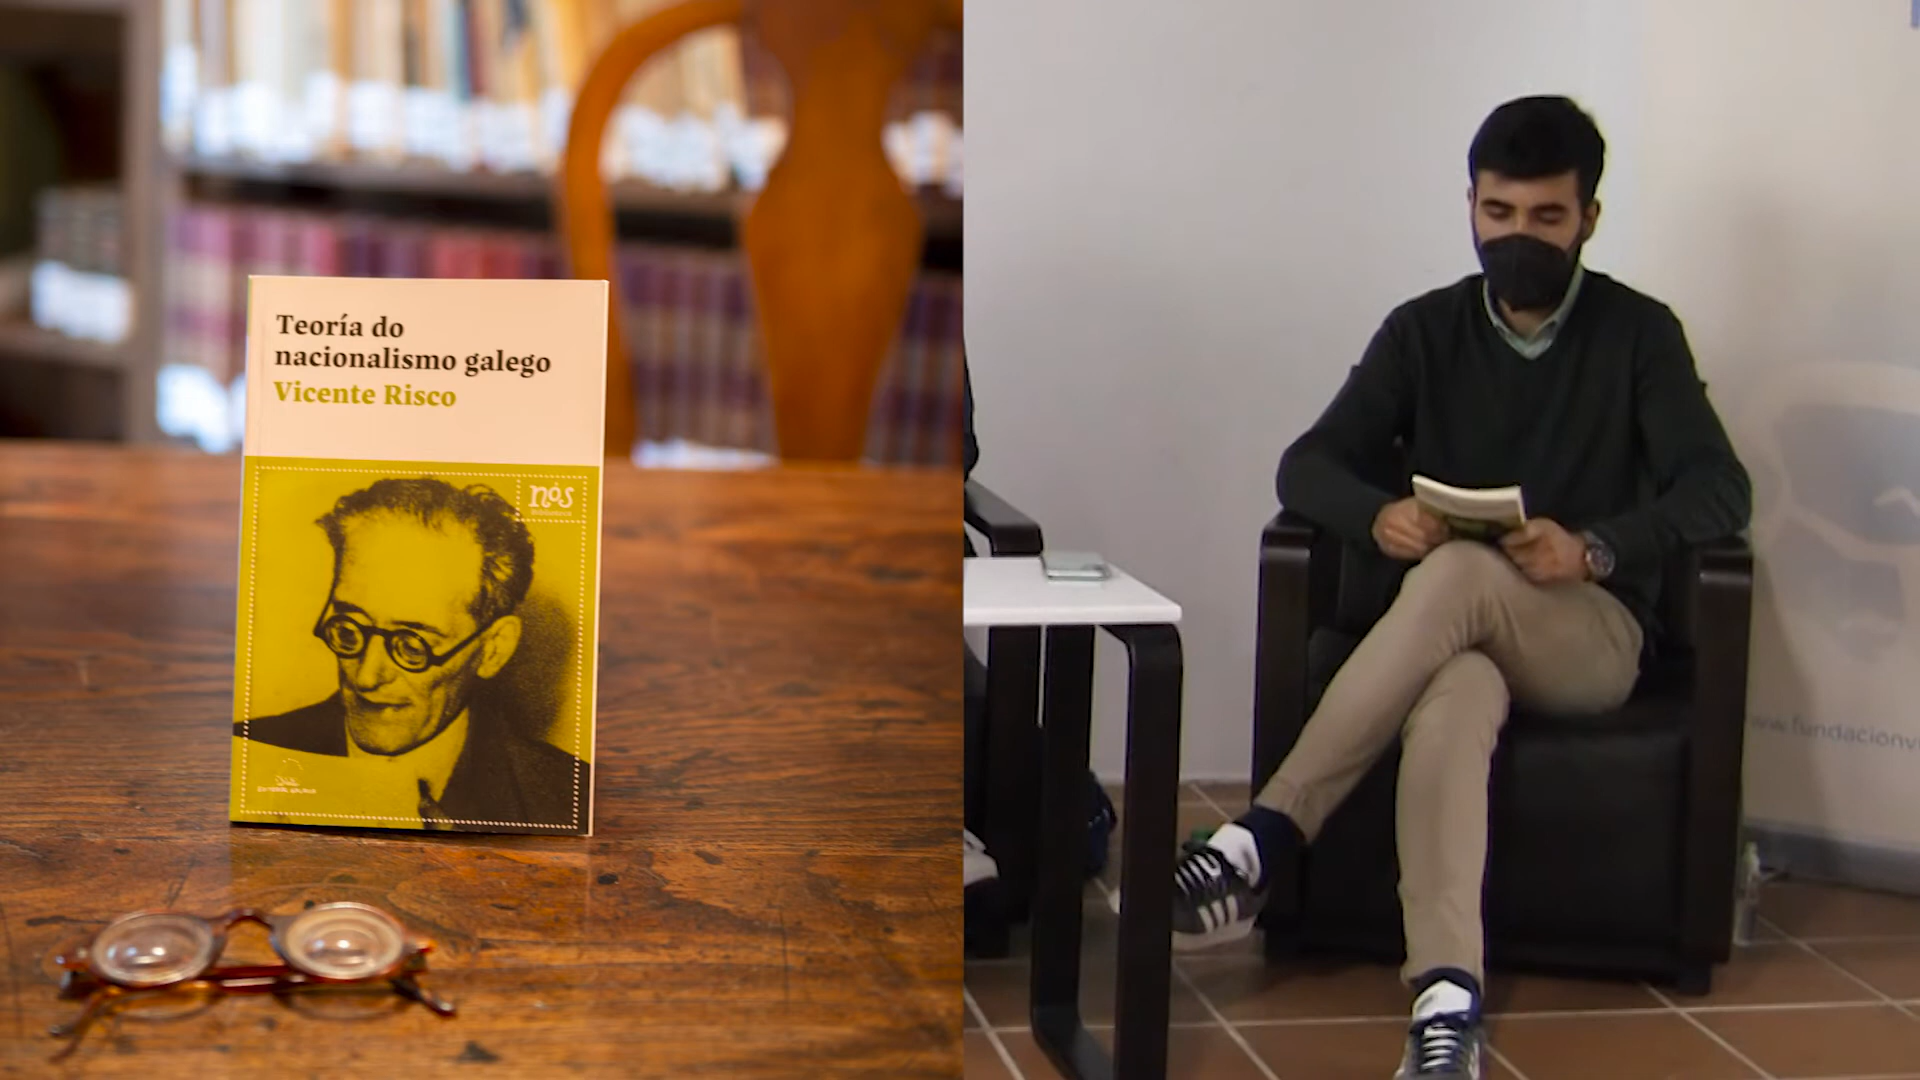 Teoría do
nacionalismo galego
Vicente Risco
nós
www.fundacionv